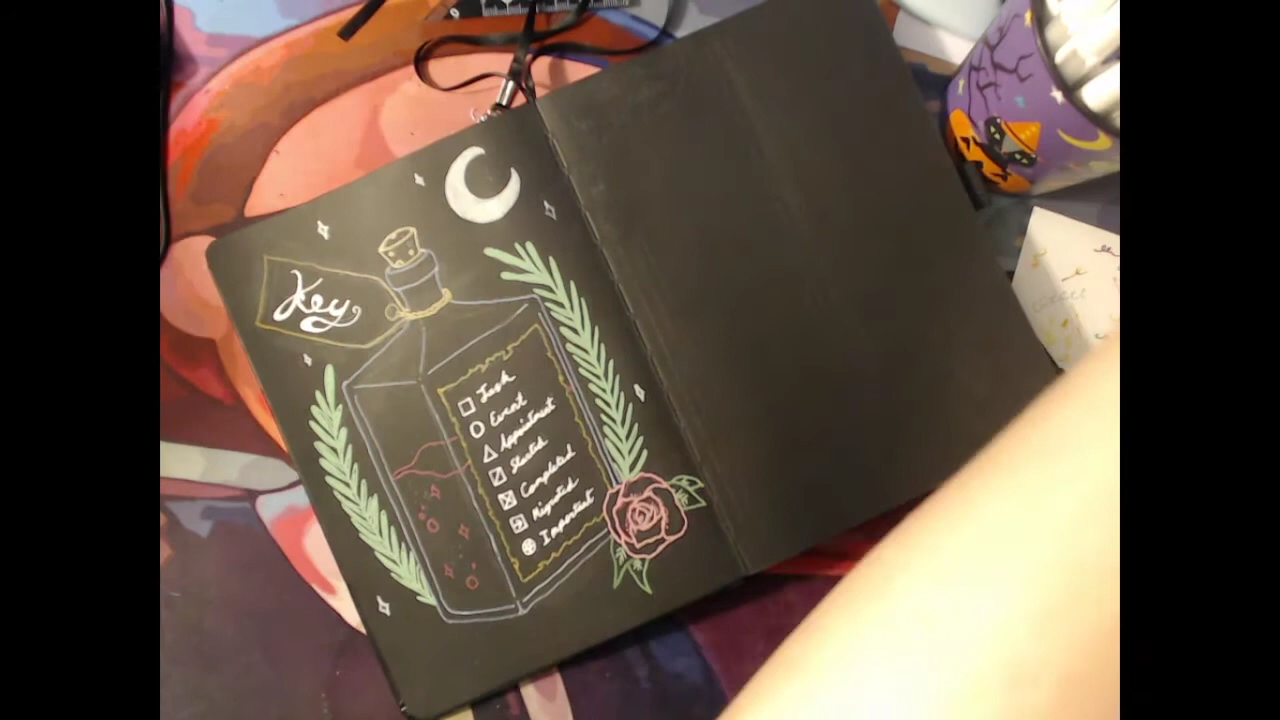 Key
Task
Event
Appointment
Started
Completed
Migrated
Important